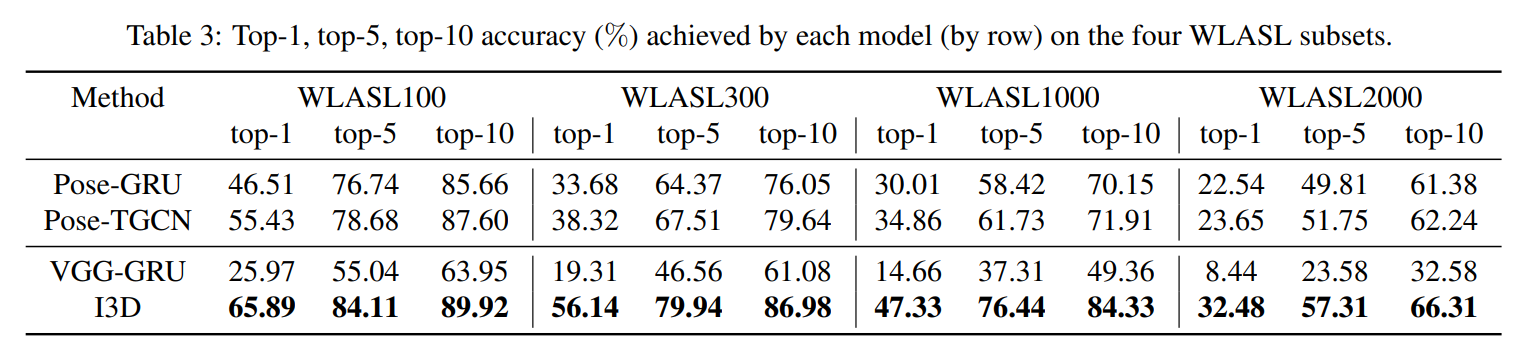 Table 3: Top-1, top-5, top-10 accuracy (%) achieved by each model (by row) on the four WLASL subsets.
Method WLASL100 WLASL300 WLASL1000 WLASL2000
top-1 top-5 top-10 top-1 top-5 top-10 top-1 top-5 top-10 top-1 top-5 top-10
Pose-GRU 46.51 76.74 85.66 33.68 64.37 76.05 30.01 58.42 70.15 22.54 49.81 61.38
Pose-TGCN 55.43 78.68 87.60 38.32 67.51 79.64 34.86 61.73 71.91 23.65 51.75 62.24
VGG-GRU 25.97 55.04 63.95 19.31 46.56 61.08 14.66 37.31 49.36 8.44 23.58 32.58
I3D 65.89 84.11 89.92 56.14 79.94 86.98 47.33 76.44 84.33 32.48 57.31 66.31